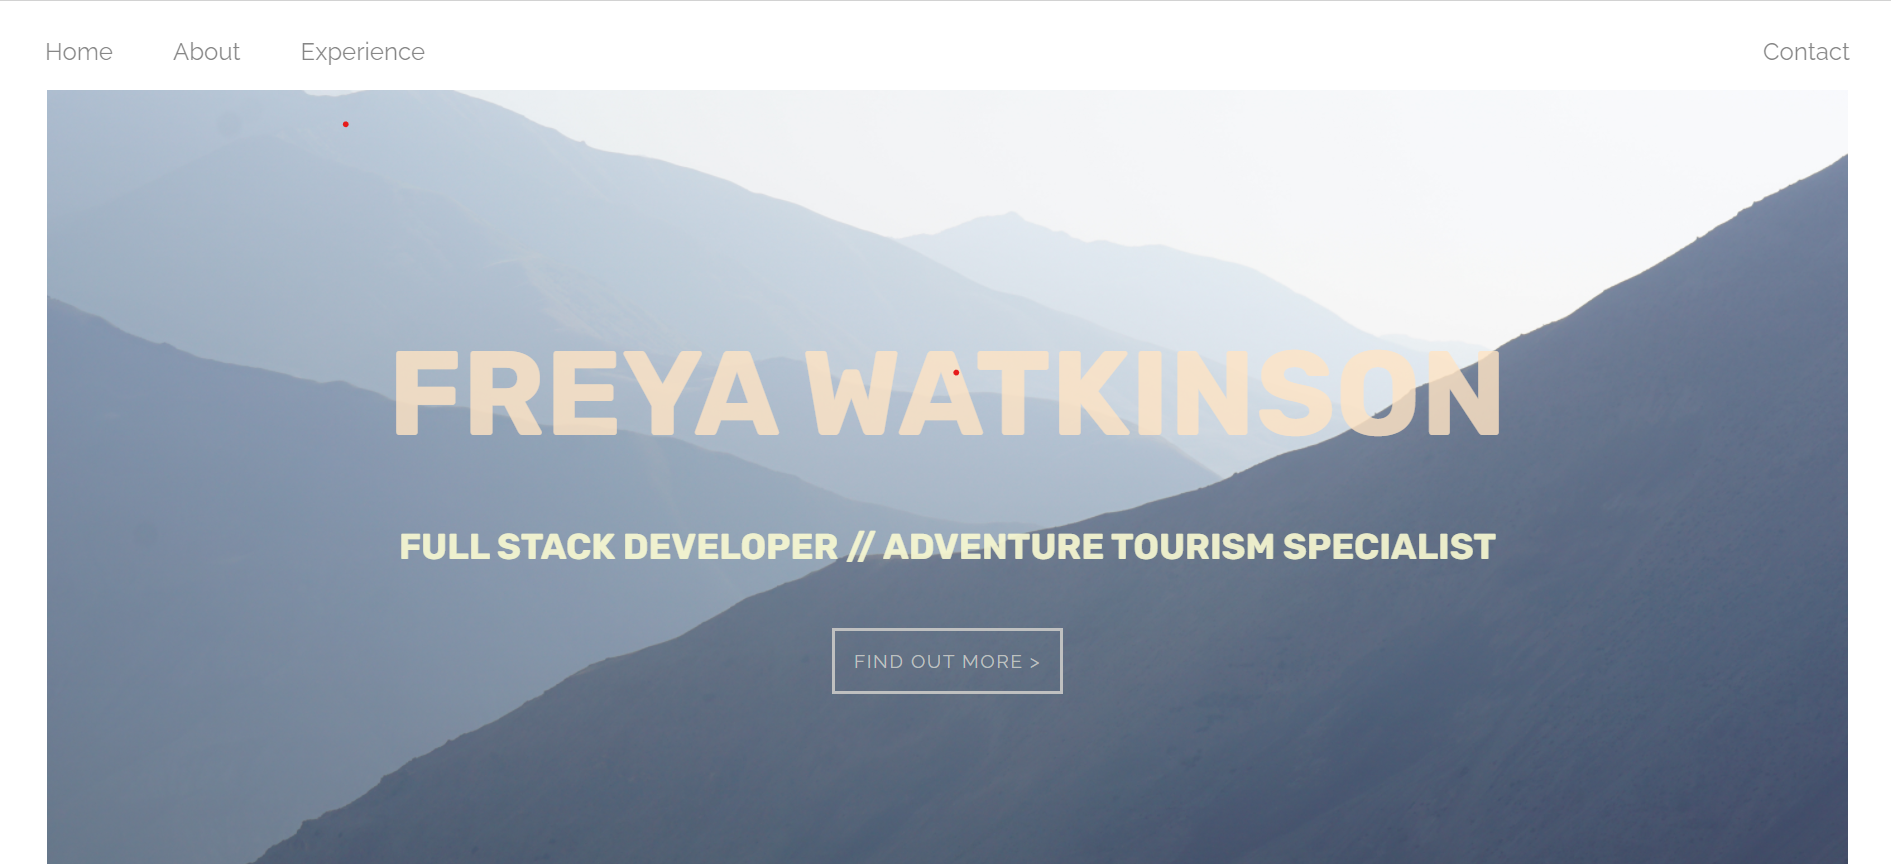 Home About Experience Contact
FREYA WATKINSON
FULL STACK DEVELOPER // ADVENTURE TOURISM SPECIALIST
FIND OUT MORE >